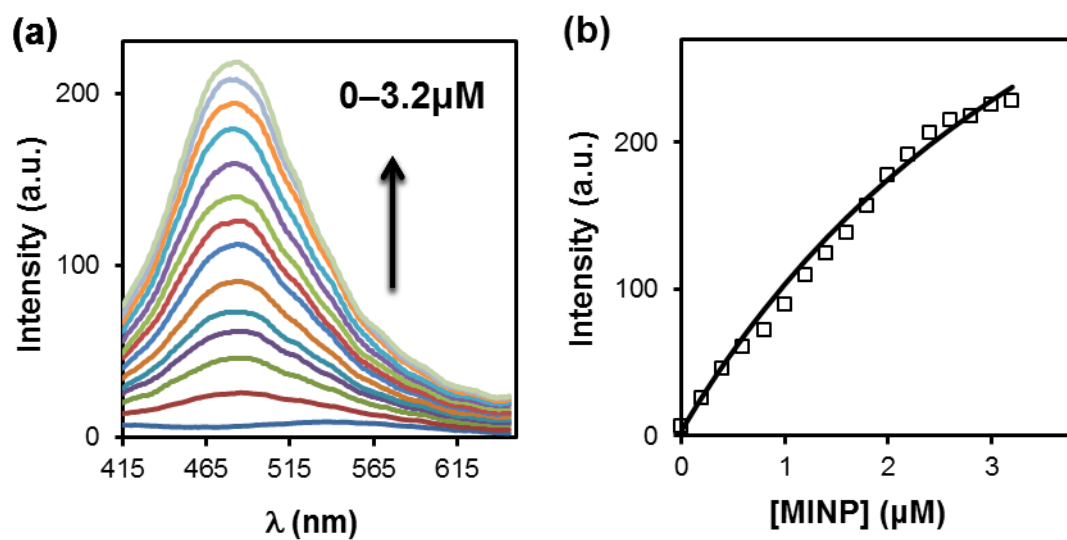 (a)
Intensity (a.u.)
200
100
0
0–3.2µM
415 465 515 565 615
λ (nm)
(b)
Intensity (a.u.)
200
100
0
0 1 2 3
[MINP] (µM)